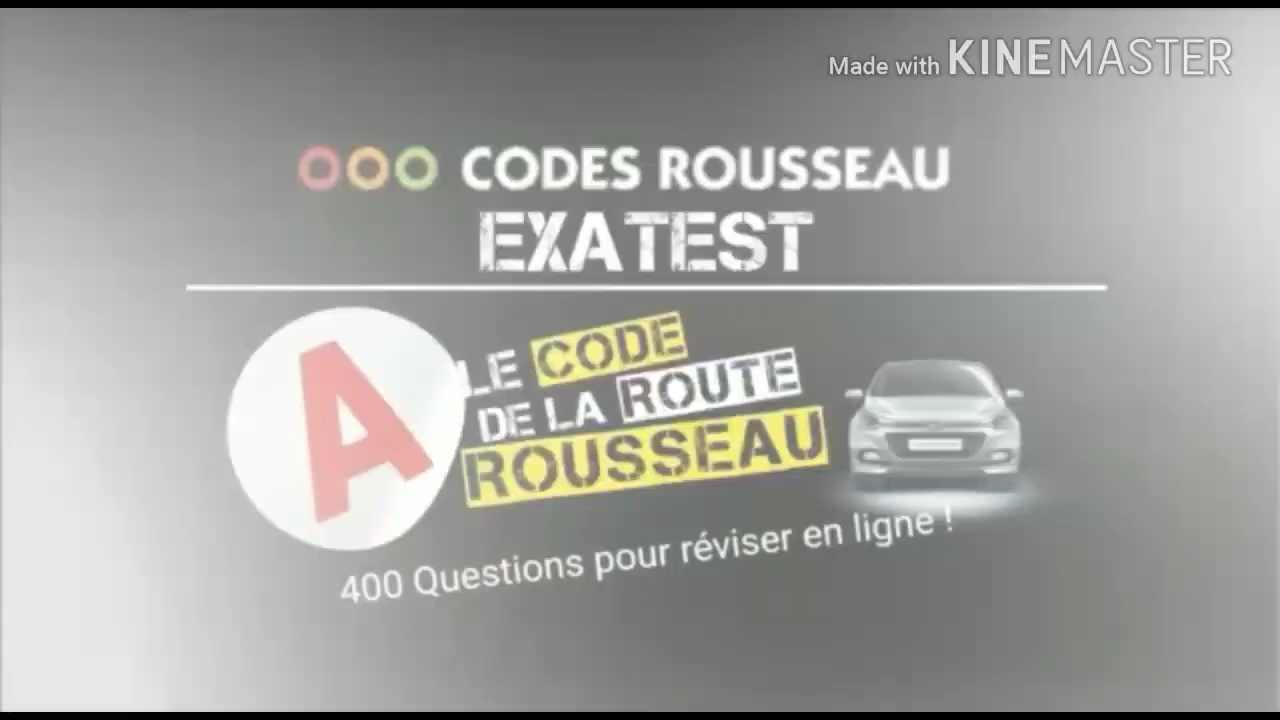 Made with KINEMASTER
CODES ROUSSEAU
EXATEST
A
LE CODE
DE LA ROUTE
ROUSSEAU
400 Questions pour réviser en ligne !